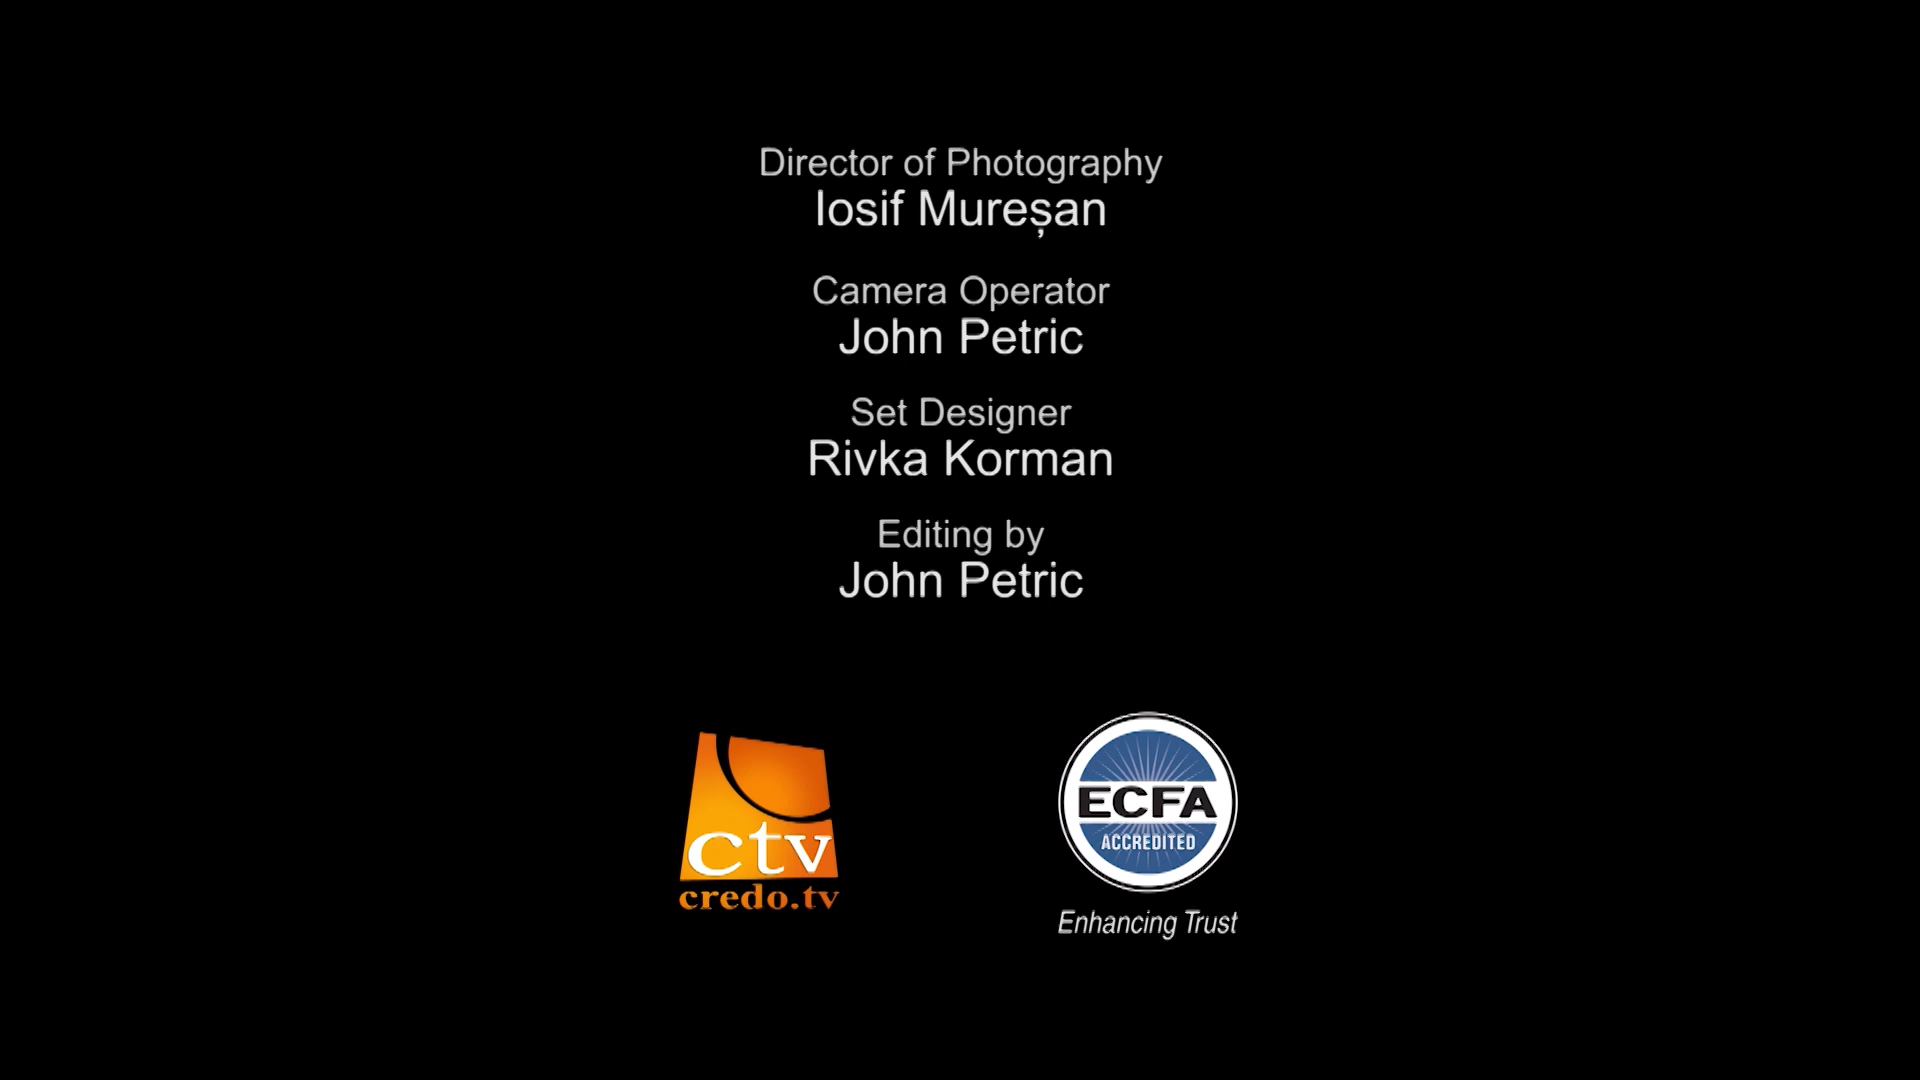 Director of Photography
Iosif Mureșan
Camera Operator
John Petric
Set Designer
Rivka Korman
Editing by
John Petric
ctv
credo.tv
ECFA
ACCREDITED
Enhancing Trust